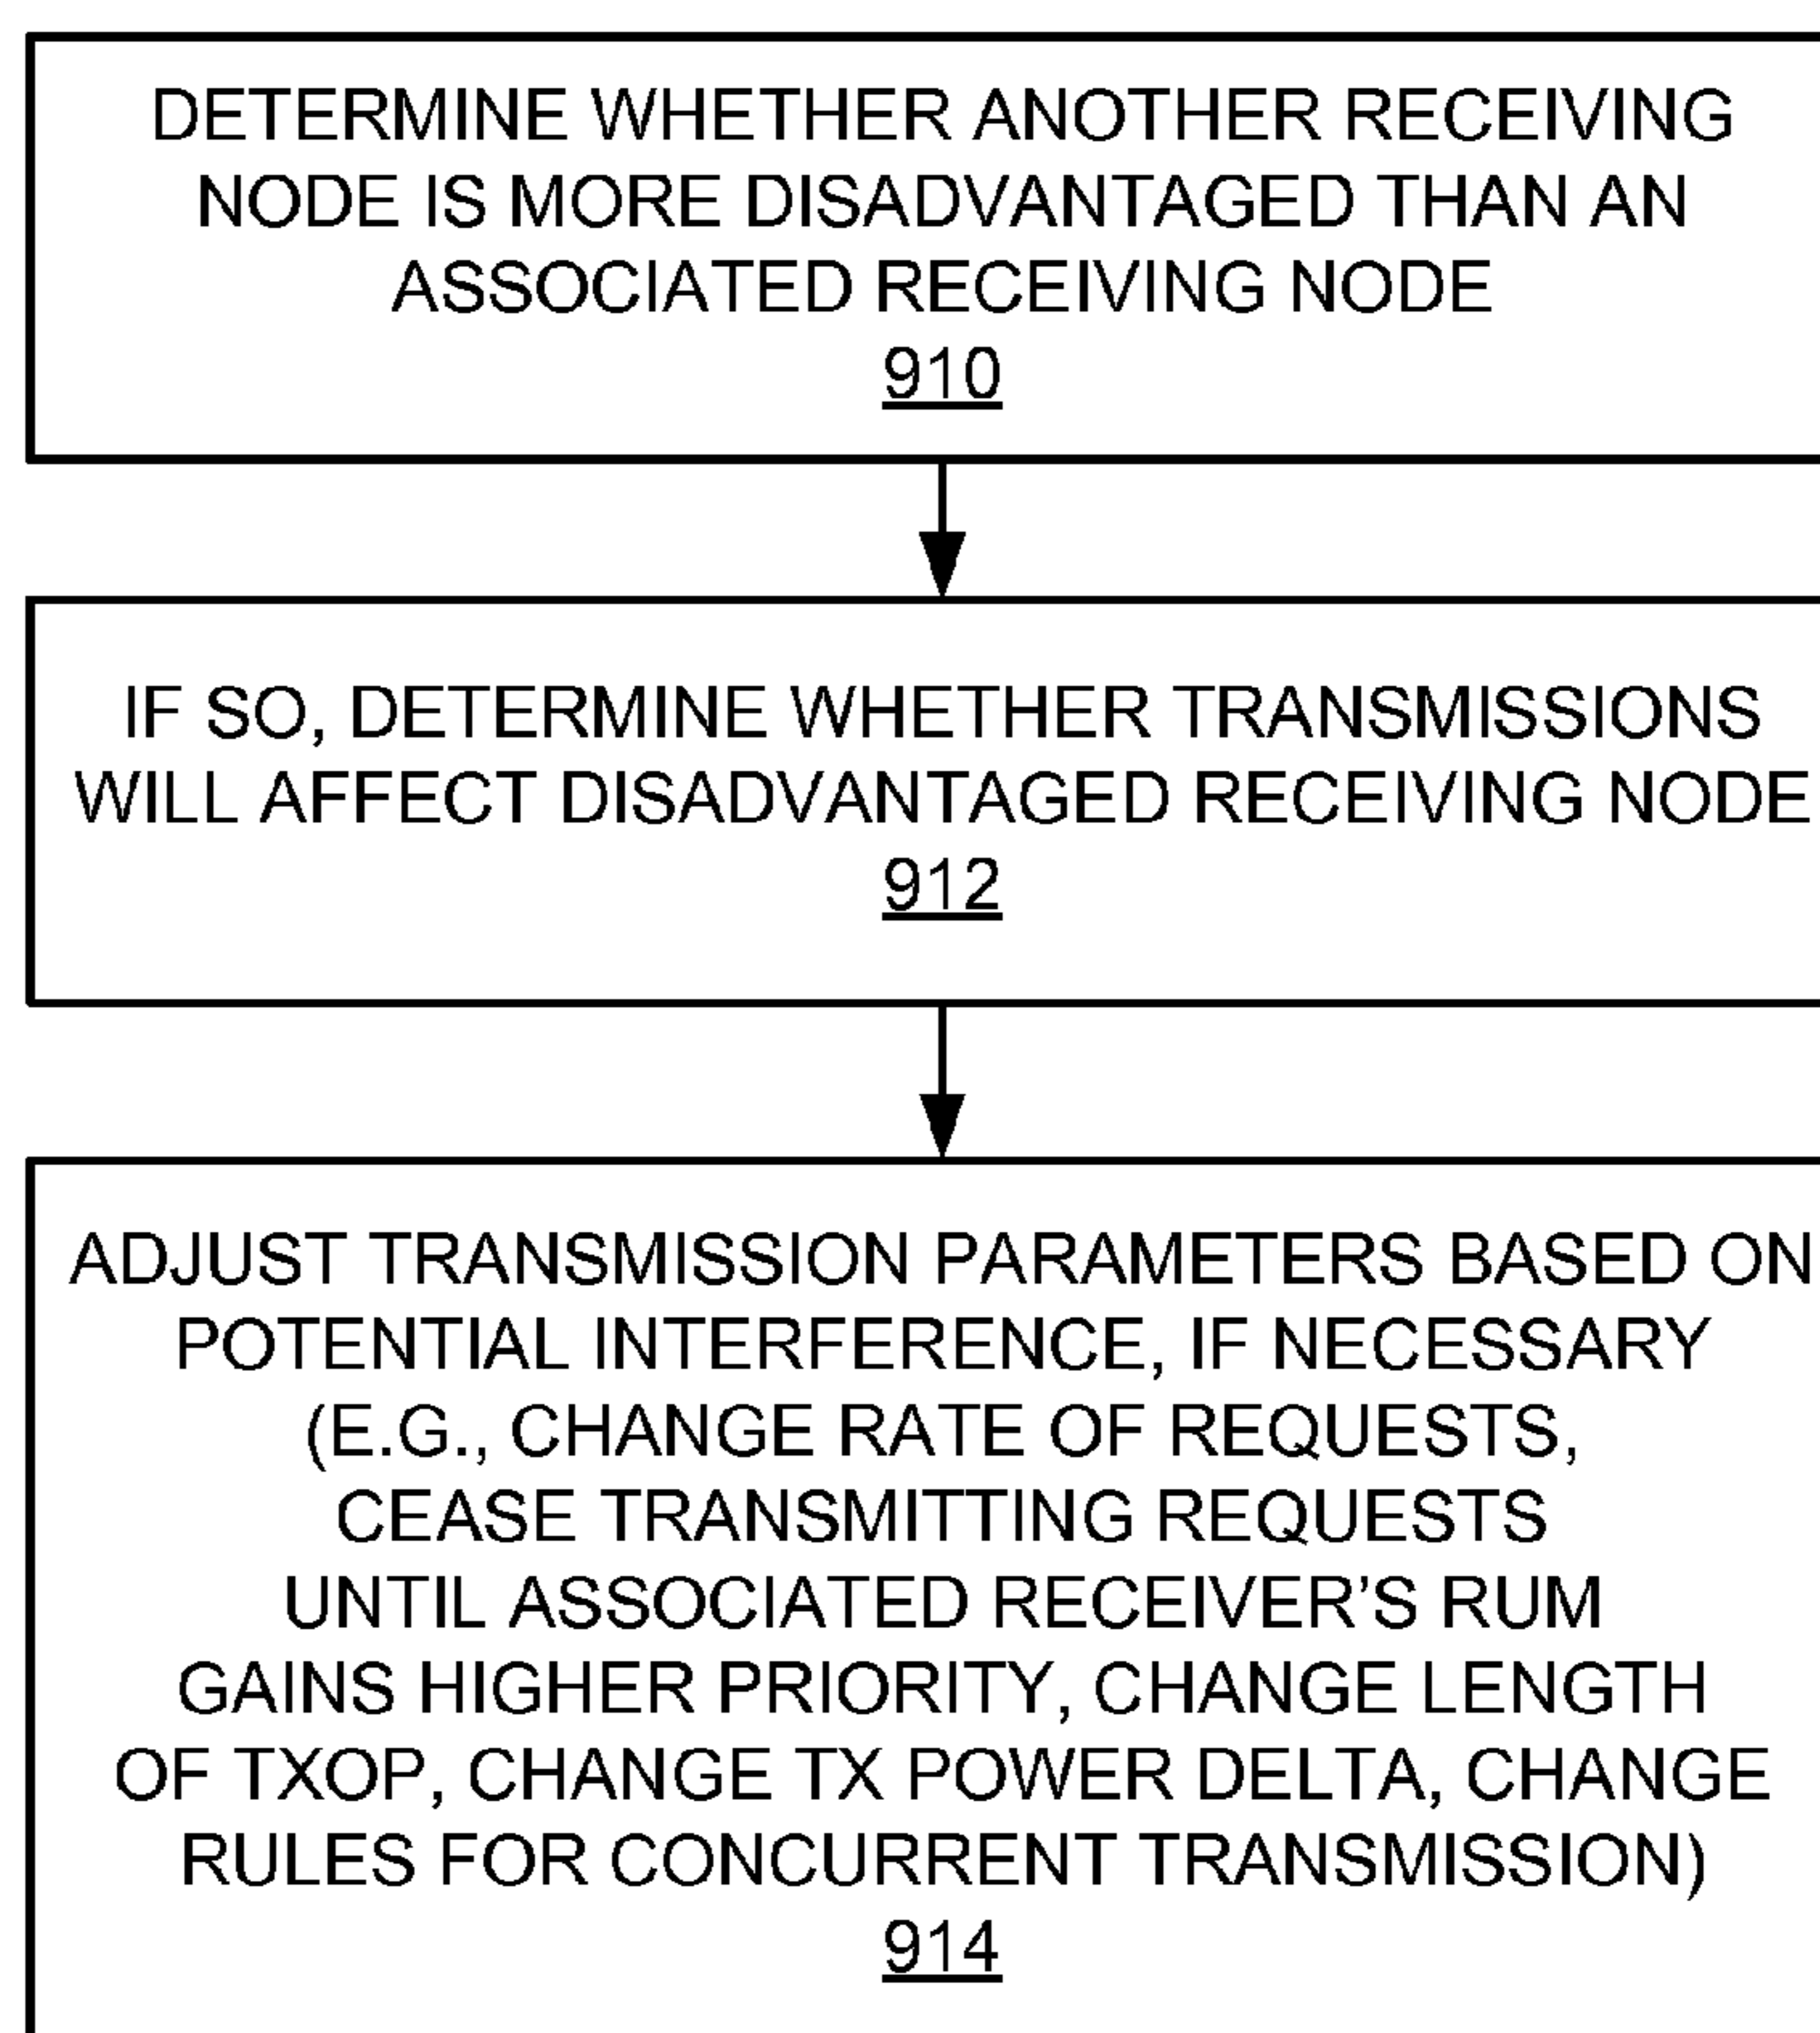 DETERMINE WHETHER ANOTHER RECEIVING
NODE IS MORE DISADVANTAGED THAN AN
ASSOCIATED RECEIVING NODE
910
IF SO, DETERMINE WHETHER TRANSMISSIONS
WILL AFFECT DISADVANTAGED RECEIVING NODE
912
ADJUST TRANSMISSION PARAMETERS BASED ON
POTENTIAL INTERFERENCE, IF NECESSARY
(E.G., CHANGE RATE OF REQUESTS,
CEASE TRANSMITTING REQUESTS
UNTIL ASSOCIATED RECEIVER’S RUM
GAINS HIGHER PRIORITY, CHANGE LENGTH
OF TXOP, CHANGE TX POWER DELTA, CHANGE
RULES FOR CONCURRENT TRANSMISSION)
914